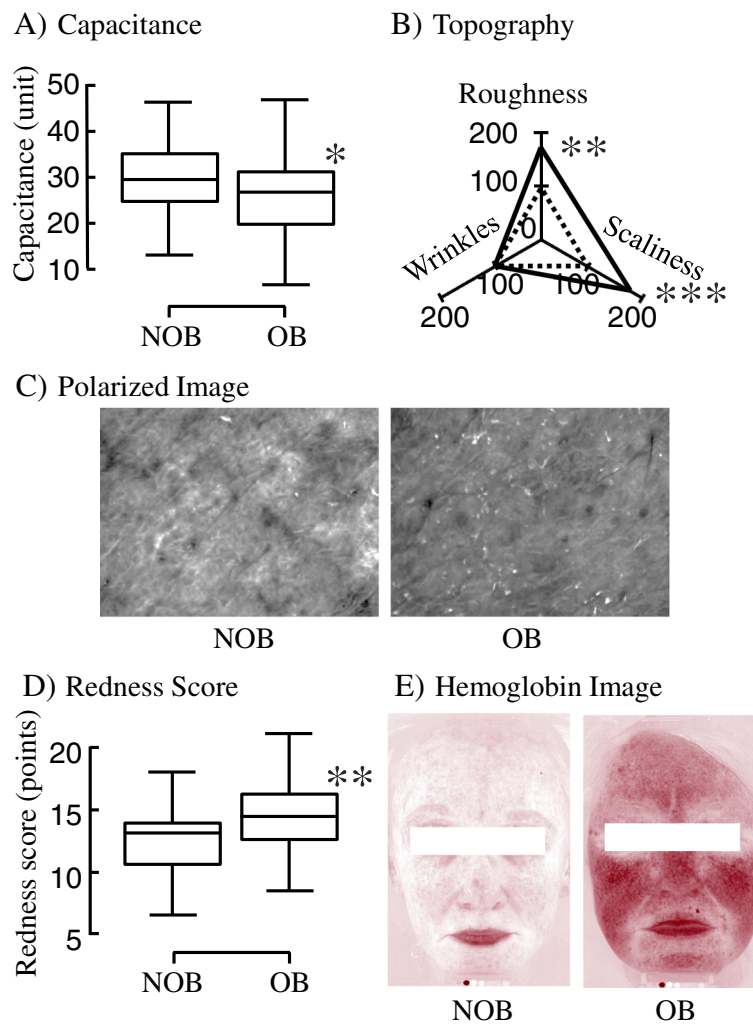 A) Capacitance
Capacitance (unit)
50
40
30
20
10
*
NOB
OB
B) Topography
Roughness
200
100
0
**
Wrinkles
Scaliness
100
100
200
200
***
C) Polarized Image
NOB
OB
D) Redness Score
Redness score (points)
20
15
10
5
**
NOB
OB
E) Hemoglobin Image
NOB
OB